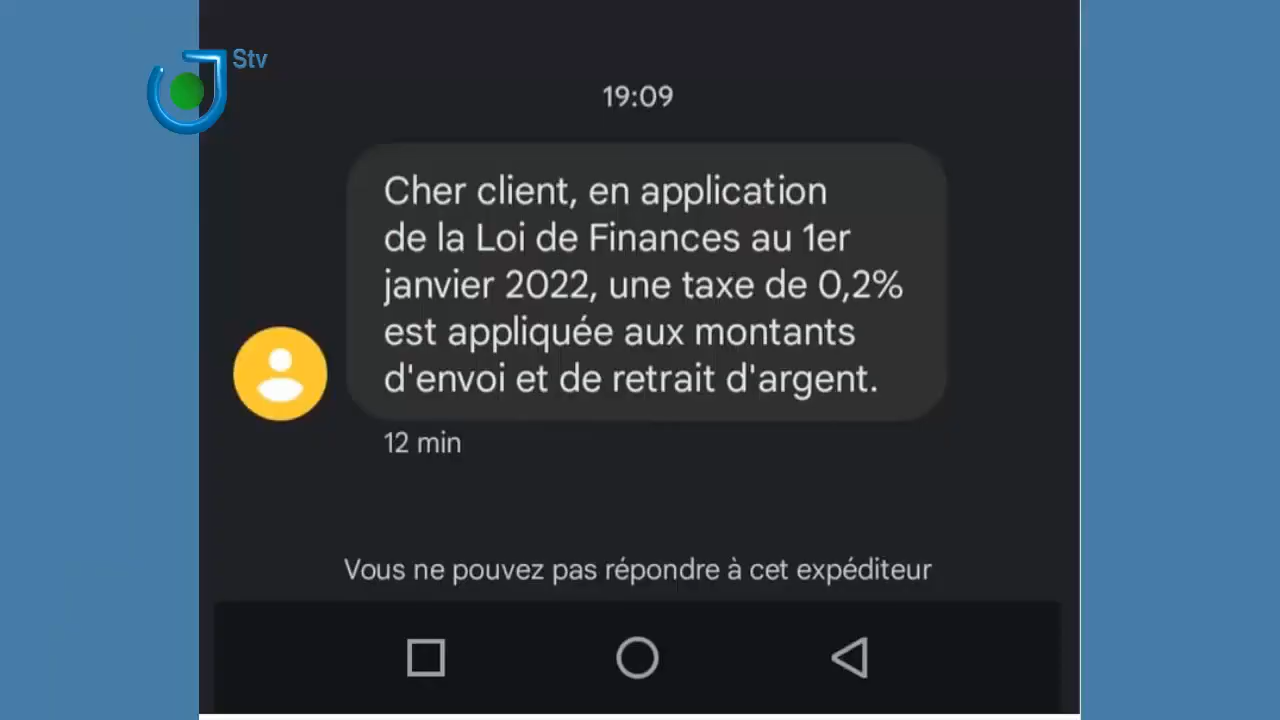 Stv
19:09
Cher client, en application
de la Loi de Finances au 1er
janvier 2022, une taxe de 0,2%
est appliquée aux montants
d'envoi et de retrait d'argent.
12 min
Vous ne pouvez pas répondre à cet expéditeur